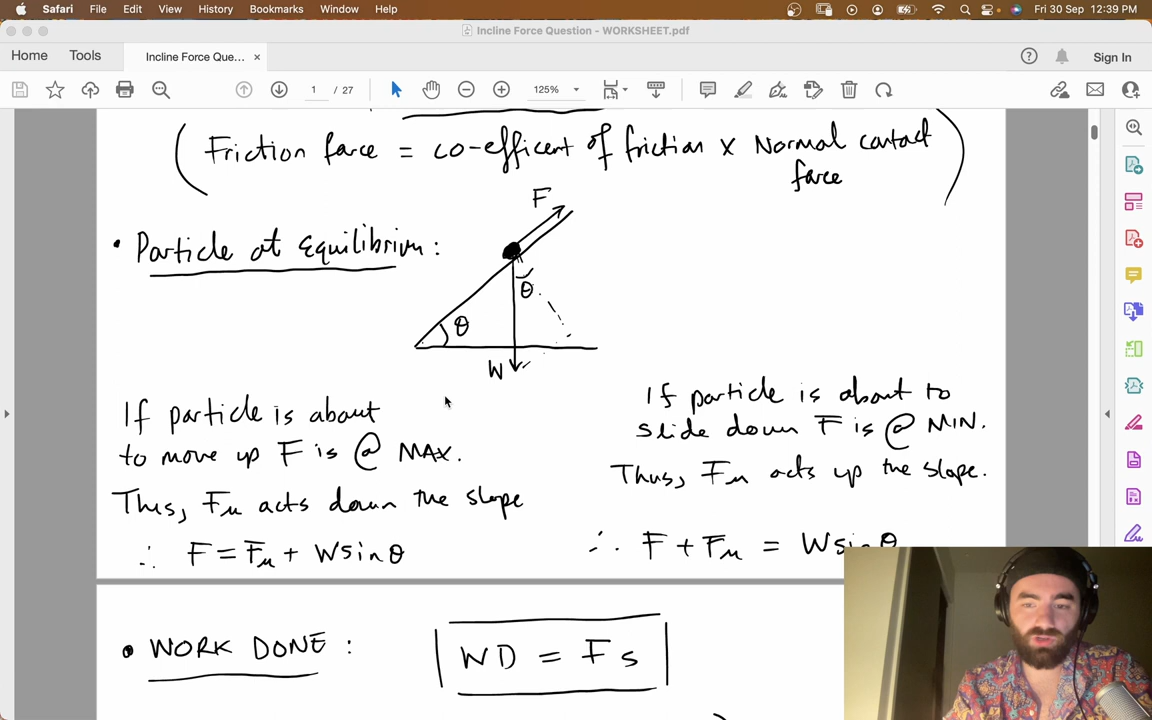 Safari File Edit View History Bookmarks Window Help Fri 30 Sep 12:39 PM
Incline Force Question - WORKSHEET.pdf
Home Tools Incline Force Que... × Sign In
1 / 27 125%
(Friction force = co-efficent of friction x Normal contact
force)
F
• Particle at Equilibrium:
θ
θ
W
If particle is about
to move up F is @ MAX.
Thus, Fμ acts down the slope
∴ F = Fμ + Wsinθ
If particle is about to
slide down F is @ MIN.
Thus, Fμ acts up the slope.
∴ F + Fμ = Wsinθ
• WORK DONE : WD = Fs